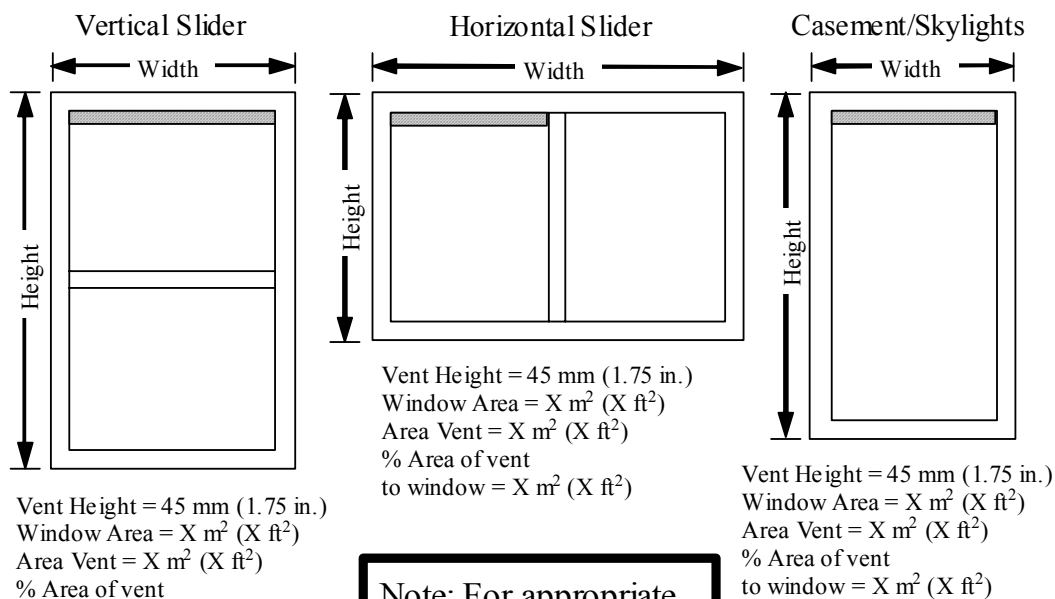 Vertical Slider
Width
Height
Vent Height = 45 mm (1.75 in.)
Window Area = X m² (X ft²)
Area Vent = X m² (X ft²)
% Area of vent
Horizontal Slider
Width
Height
Vent Height = 45 mm (1.75 in.)
Window Area = X m² (X ft²)
Area Vent = X m² (X ft²)
% Area of vent
to window = X m² (X ft²)
Note: For appropriate
Casement/Skylights
Width
Height
Vent Height = 45 mm (1.75 in.)
Window Area = X m² (X ft²)
Area Vent = X m² (X ft²)
% Area of vent
to window = X m² (X ft²)